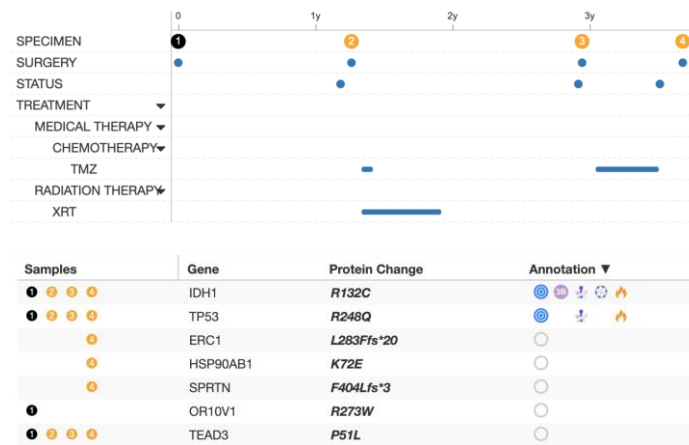 0 1y 2y 3y
SPECIMEN 1 2 3 4
SURGERY
STATUS
TREATMENT
MEDICAL THERAPY
CHEMOTHERAPY
TMZ
RADIATION THERAPY
XRT
Samples Gene Protein Change Annotation ▼
1 2 3 4 IDH1 R132C 3B
1 2 3 4 TP53 R248Q
4 ERC1 L283Ffs*20
4 HSP90AB1 K72E
4 SPRTN F404Lfs*3
1 OR10V1 R273W
1 2 3 4 TEAD3 P51L